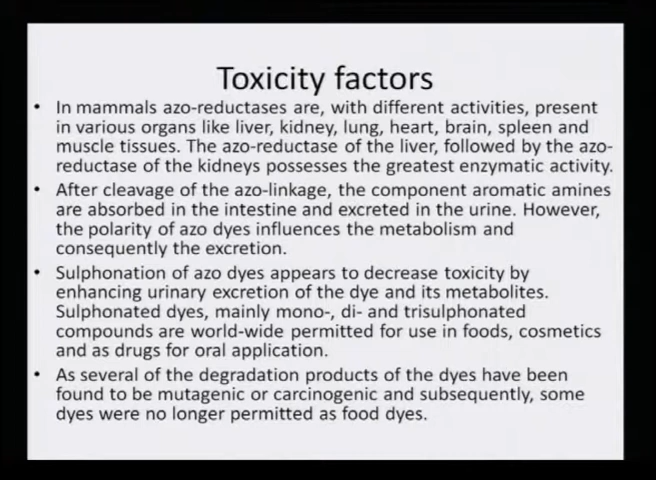 Toxicity factors
• In mammals azo-reductases are, with different activities, present
in various organs like liver, kidney, lung, heart, brain, spleen and
muscle tissues. The azo-reductase of the liver, followed by the azo-
reductase of the kidneys possesses the greatest enzymatic activity.
• After cleavage of the azo-linkage, the component aromatic amines
are absorbed in the intestine and excreted in the urine. However,
the polarity of azo dyes influences the metabolism and
consequently the excretion.
• Sulphonation of azo dyes appears to decrease toxicity by
enhancing urinary excretion of the dye and its metabolites.
Sulphonated dyes, mainly mono-, di- and trisulphonated
compounds are world-wide permitted for use in foods, cosmetics
and as drugs for oral application.
• As several of the degradation products of the dyes have been
found to be mutagenic or carcinogenic and subsequently, some
dyes were no longer permitted as food dyes.